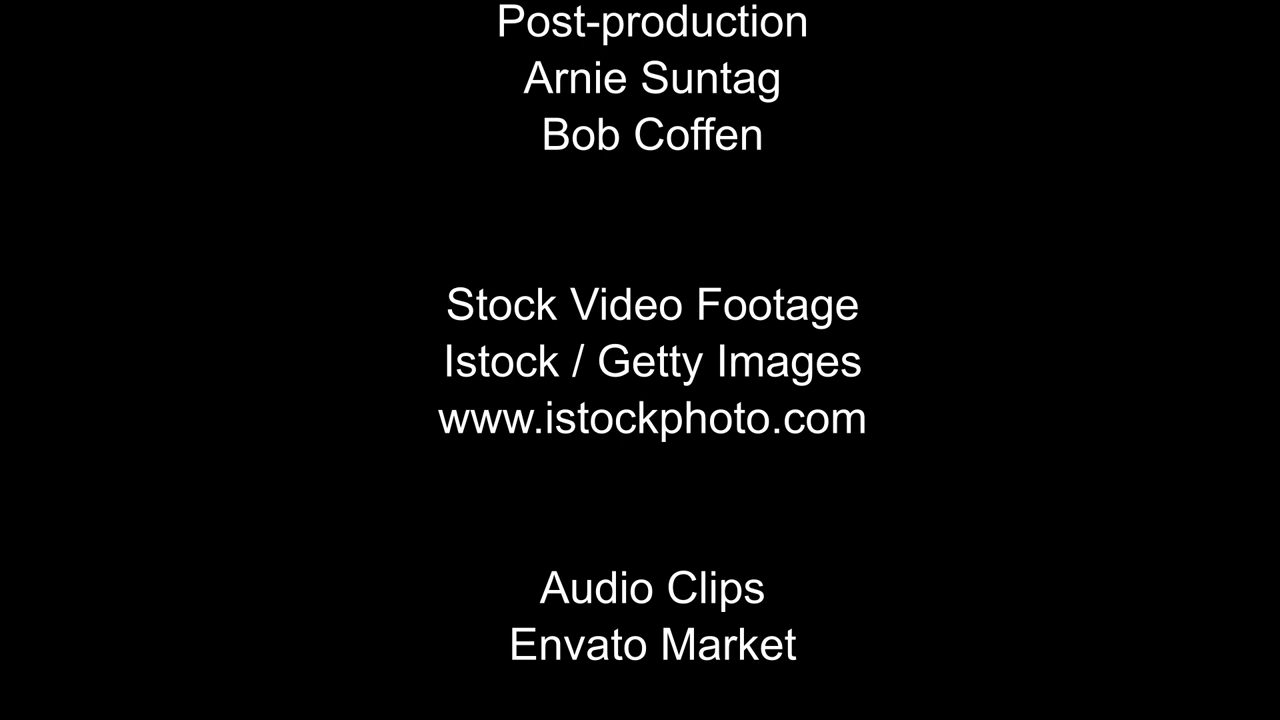 Post-production
Arnie Suntag
Bob Coffen
Stock Video Footage
Istock / Getty Images
www.istockphoto.com
Audio Clips
Envato Market